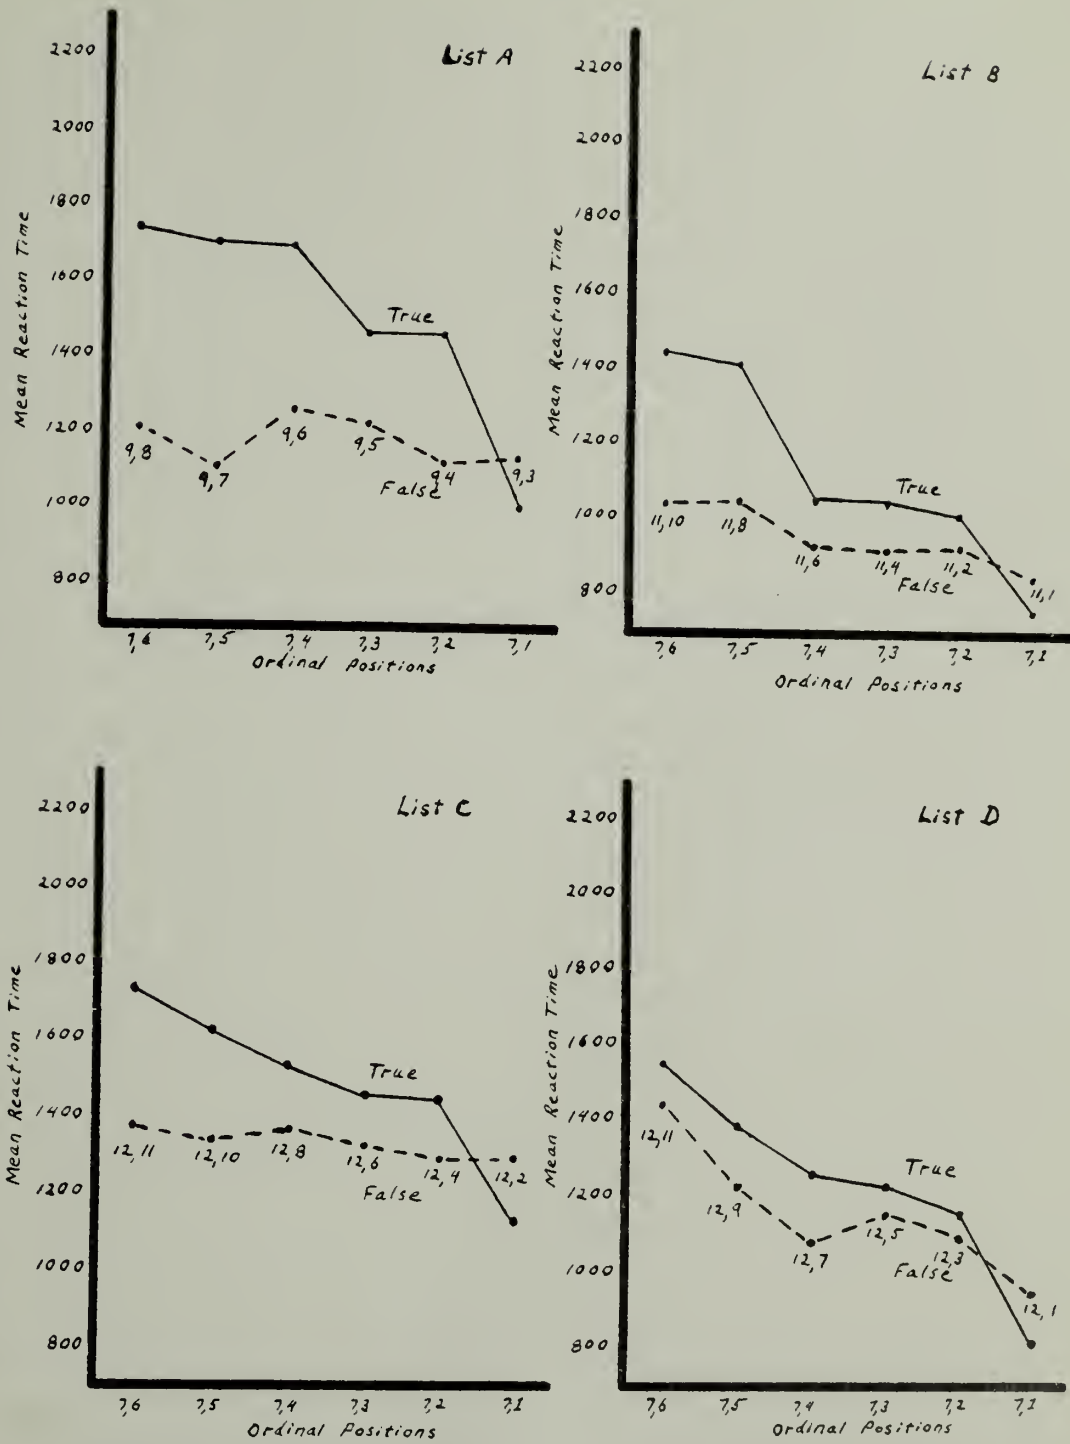 List A
2200
2000
1800
1600
1400
1200
1000
800
Mean Reaction Time
True
False
9,8
9,7
9,6
9,5
9,4
9,3
7,6 7,5 7,4 7,3 7,2 7,1
Ordinal Positions
List B
2200
2000
1800
1600
1400
1200
1000
800
Mean Reaction Time
True
False
11,10
11,8
11,6
11,4
11,2
11,1
7,6 7,5 7,4 7,3 7,2 7,1
Ordinal Positions
List C
2200
2000
1800
1600
1400
1200
1000
800
Mean Reaction Time
True
False
12,11
12,10
12,8
12,6
12,4
12,2
7,6 7,5 7,4 7,3 7,2 7,1
Ordinal Positions
List D
2200
2000
1800
1600
1400
1200
1000
800
Mean Reaction Time
True
False
12,11
12,9
12,7
12,5
12,3
12,1
7,6 7,5 7,4 7,3 7,2 7,1
Ordinal Positions